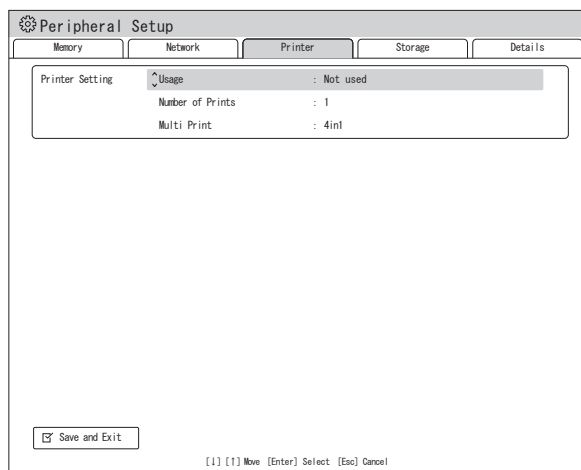 Peripheral Setup
Memory Network Printer Storage Details
Printer Setting Usage : Not used
Number of Prints : 1
Multi Print : 4in1
Save and Exit
[↓] [↑] Move [Enter] Select [Esc] Cancel